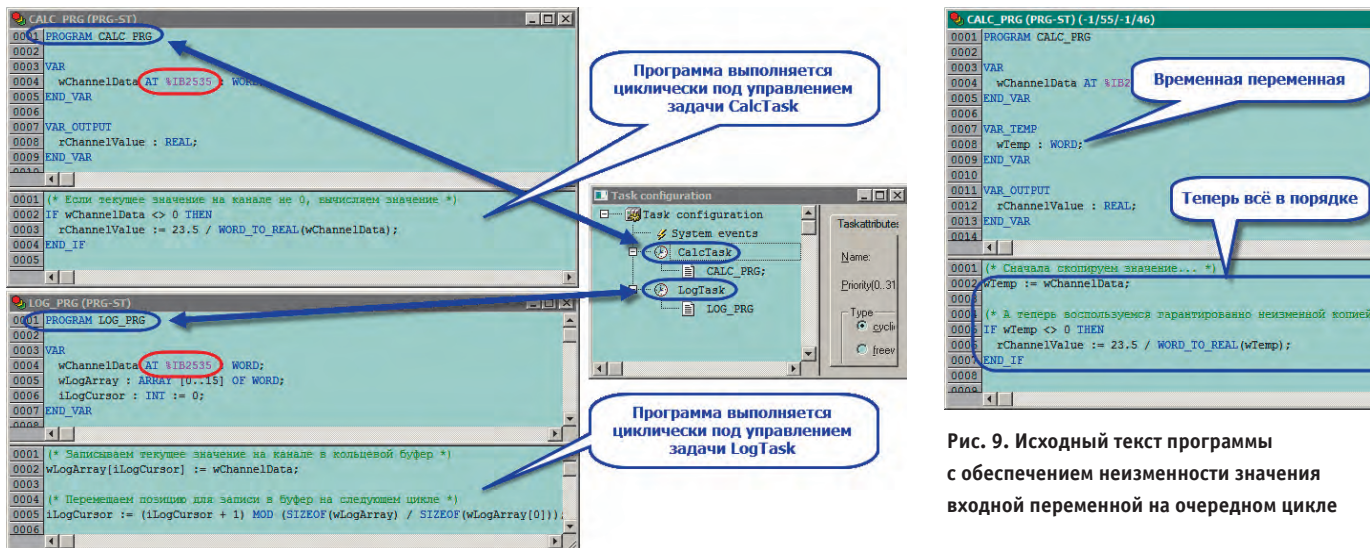 CALC_PRG (PRG-ST)
0001 PROGRAM CALC_PRG
0002
0003 VAR
0004 wChannelData AT %IB2535 : WORD;
0005 END_VAR
0006
0007 VAR_OUTPUT
0008 rChannelValue : REAL;
0009 END_VAR
0010
0001 (* Если текущее значение на канале не 0, вычисляем значение *)
0002 IF wChannelData <> 0 THEN
0003 rChannelValue := 23.5 / WORD_TO_REAL(wChannelData);
0004 END_IF
0005
LOG_PRG (PRG-ST)
0001 PROGRAM LOG_PRG
0002
0003 VAR
0004 wChannelData AT %IB2535 : WORD;
0005 wLogArray : ARRAY [0..15] OF WORD;
0006 iLogCursor : INT := 0;
0007 END_VAR
0008
0001 (* Записываем текущее значение на канале в кольцевой буфер *)
0002 wLogArray[iLogCursor] := wChannelData;
0003
0004 (* Перемещаем позицию для записи в буфер на следующем цикле *)
0005 iLogCursor := (iLogCursor + 1) MOD (SIZEOF(wLogArray) / SIZEOF(wLogArray[0]));
0006
Программа выполняется
циклически под управлением
задачи CalcTask
Task configuration
Task configuration
System events
CalcTask
CALC_PRG;
LogTask
LOG_PRG
Taskattributes
Name:
Priority(0..31
Type
cyclic
freew
Программа выполняется
циклически под управлением
задачи LogTask
CALC_PRG (PRG-ST) (-1/55/-1/46)
0001 PROGRAM CALC_PRG
0002
0003 VAR
0004 wChannelData AT %IB2
0005 END_VAR
0006
0007 VAR_TEMP
0008 wTemp : WORD;
0009 END_VAR
0010
0011 VAR_OUTPUT
0012 rChannelValue : REAL;
0013 END_VAR
0014
Временная переменная
Теперь всё в порядке
0001 (* Сначала скопируем значение... *)
0002 wTemp := wChannelData;
0003
0004 (* А теперь воспользуемся гарантированно неизменной копией
0005 IF wTemp <> 0 THEN
0006 rChannelValue := 23.5 / WORD_TO_REAL(wTemp);
0007 END_IF
0008
0009
Рис. 9. Исходный текст программы
с обеспечением неизменности значения
входной переменной на очередном цикле